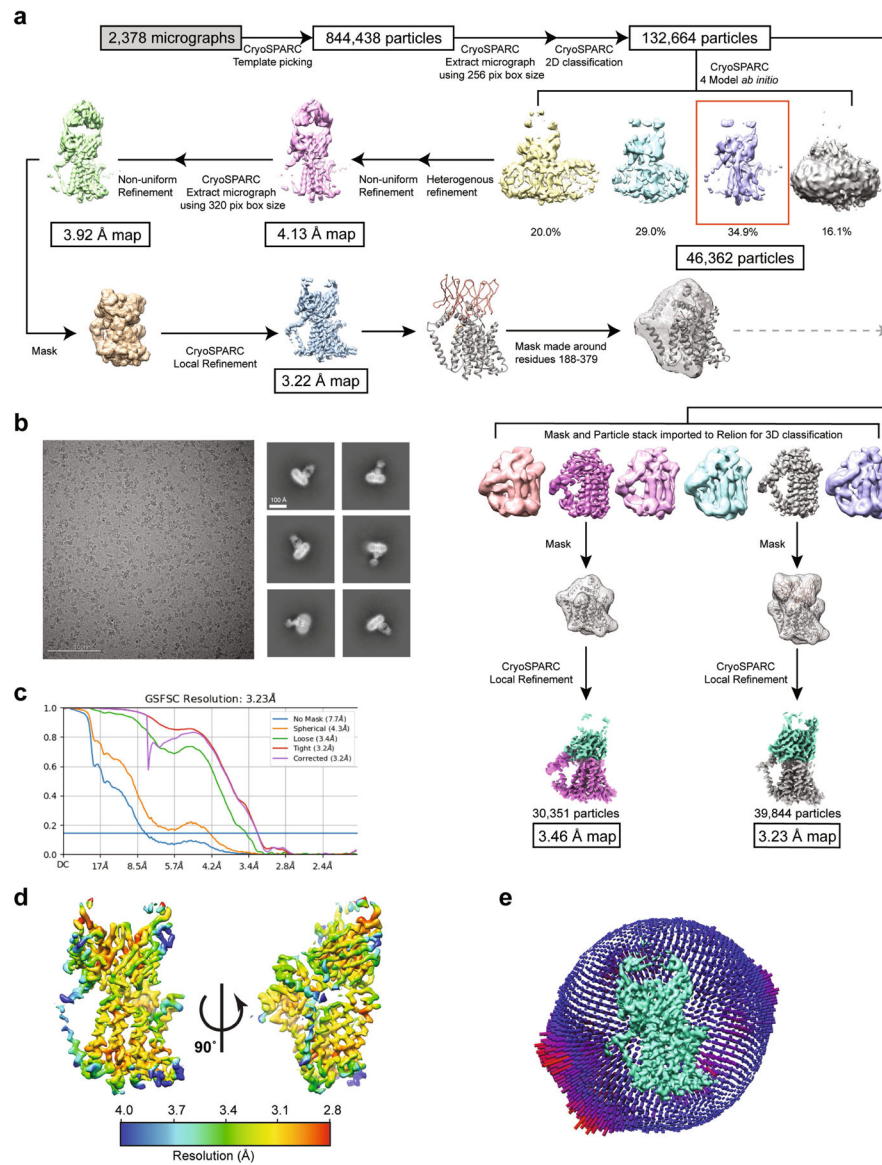 a
2,378 micrographs
CryoSPARC
Template picking
844,438 particles
CryoSPARC
Extract micrograph
using 256 pix box size
CryoSPARC
2D classification
132,664 particles
CryoSPARC
4 Model ab initio
Non-uniform
Refinement
CryoSPARC
Extract micrograph
using 320 pix box size
Non-uniform
Refinement
Heterogenous
refinement
3.92 Å map
4.13 Å map
20.0%
29.0%
34.9%
16.1%
46,362 particles
Mask
CryoSPARC
Local Refinement
3.22 Å map
Mask made around
residues 188-379
b
100 Å
Mask and Particle stack imported to Relion for 3D classification
Mask
Mask
CryoSPARC
Local Refinement
CryoSPARC
Local Refinement
30,351 particles
3.46 Å map
39,844 particles
3.23 Å map
c
GSFSC Resolution: 3.23Å
1.0
0.8
0.6
0.4
0.2
0.0
No Mask (7.7Å)
Spherical (4.3Å)
Loose (3.4Å)
Tight (3.2Å)
Corrected (3.2Å)
DC
17Å
8.5Å
5.7Å
4.2Å
3.4Å
2.8Å
2.4Å
d
90°
4.0
3.7
3.4
3.1
2.8
Resolution (Å)
e